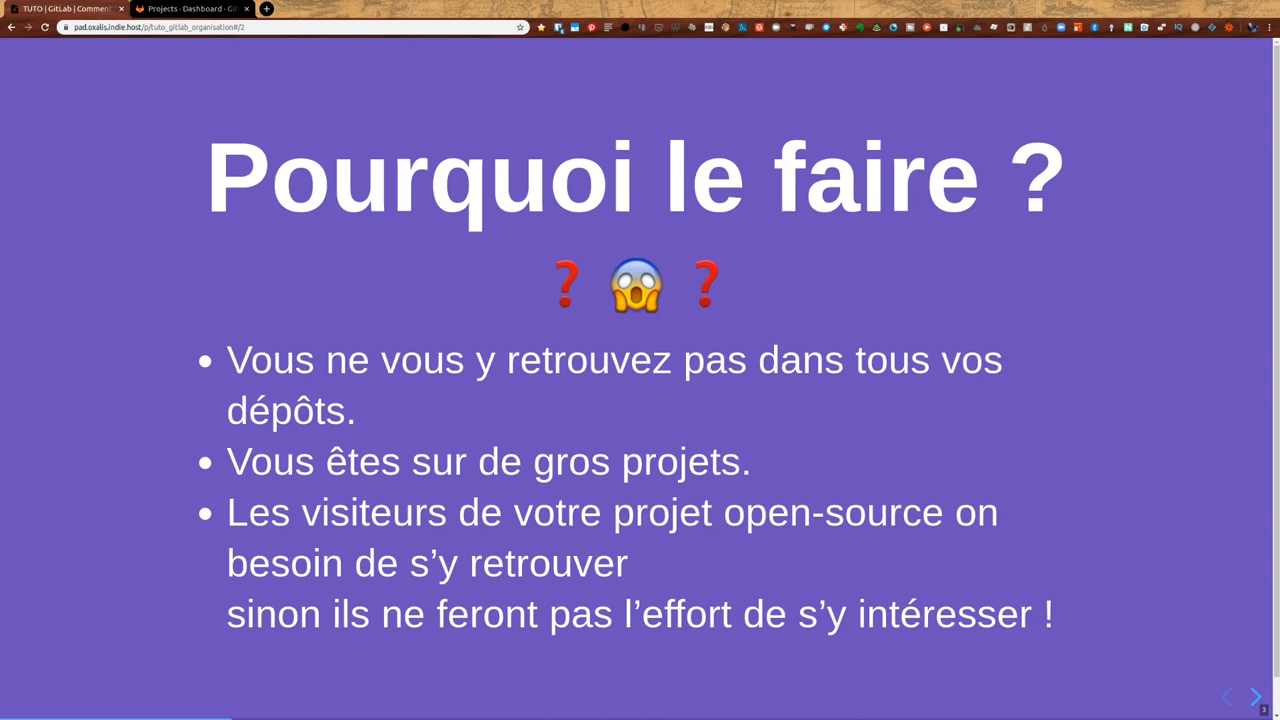 TUTO | GitLab | Comment
Projects · Dashboard · Git
pad.oxalis.indie.host/p/tuto_gitlab_organisation#/2
Pourquoi le faire ?
❓ 😱 ❓
Vous ne vous y retrouvez pas dans tous vos
dépôts.
Vous êtes sur de gros projets.
Les visiteurs de votre projet open-source on
besoin de s’y retrouver
sinon ils ne feront pas l’effort de s’y intéresser !
3